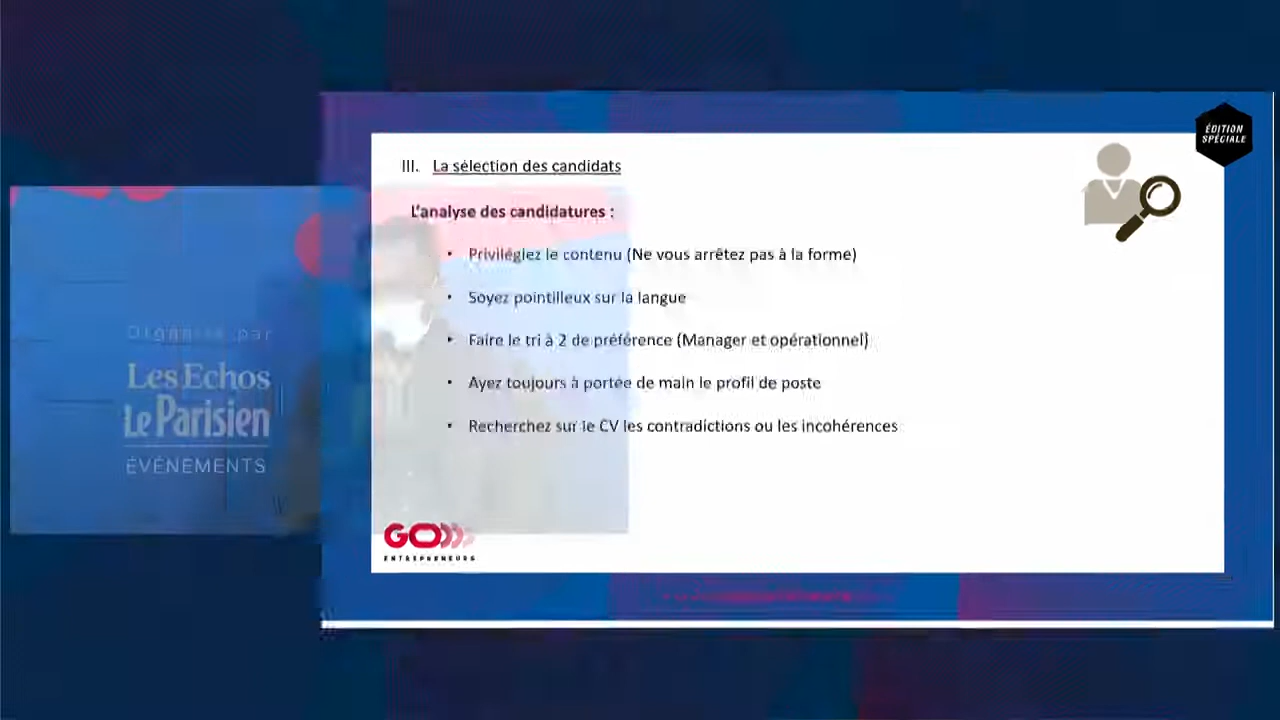 ÉDITION
SPÉCIALE
III. La sélection des candidats
L'analyse des candidatures :
• Privilégiez le contenu (Ne vous arrêtez pas à la forme)
• Soyez pointilleux sur la langue
• Faire le tri à 2 de préférence (Manager et opérationnel)
• Ayez toujours à portée de main le profil de poste
• Recherchez sur le CV les contradictions ou les incohérences
Organisé par
Les Echos
Le Parisien
ÉVÉNEMENTS
GO
ENTREPRENEURS